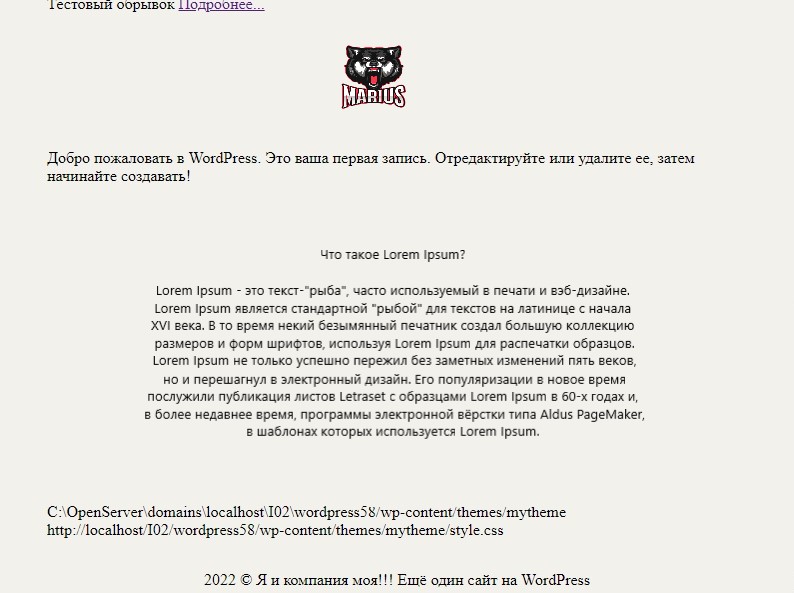 Тестовый обрывок Подробнее...
MARIUS
Добро пожаловать в WordPress. Это ваша первая запись. Отредактируйте или удалите ее, затем
начинайте создавать!
Что такое Lorem Ipsum?
Lorem Ipsum - это текст-"рыба", часто используемый в печати и вэб-дизайне.
Lorem Ipsum является стандартной "рыбой" для текстов на латинице с начала
XVI века. В то время некий безымянный печатник создал большую коллекцию
размеров и форм шрифтов, используя Lorem Ipsum для распечатки образцов.
Lorem Ipsum не только успешно пережил без заметных изменений пять веков,
но и перешагнул в электронный дизайн. Его популяризации в новое время
послужили публикация листов Letraset с образцами Lorem Ipsum в 60-х годах и,
в более недавнее время, программы электронной вёрстки типа Aldus PageMaker,
в шаблонах которых используется Lorem Ipsum.
C:\OpenServer\domains\localhost\I02\wordpress58/wp-content/themes/mytheme
http://localhost/I02/wordpress58/wp-content/themes/mytheme/style.css
2022 © Я и компания моя!!! Ещё один сайт на WordPress